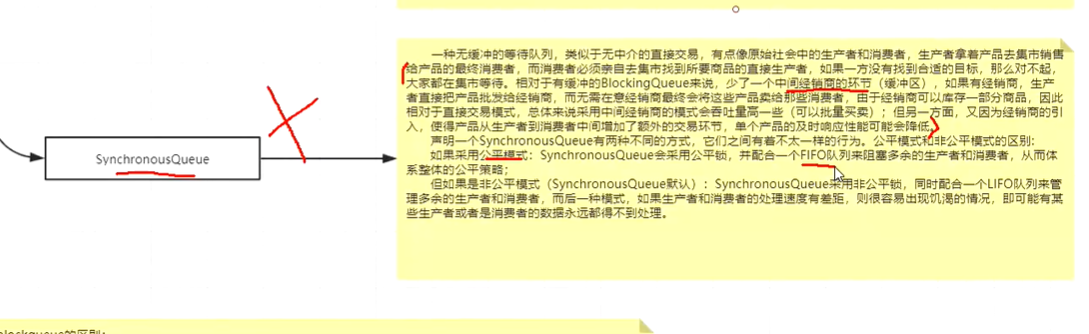 一种无缓冲的等待队列，类似于无中介的直接交易，有点像原始社会中的生产者和消费者，生产者拿着产品去集市销售
给产品的最终消费者，而消费者必须亲自去集市找到所要商品的直接生产者，如果一方没有找到合适的目标，那么对不起，
大家都在集市等待。相对于有缓冲的BlockingQueue来说，少了一个中间经销商的环节（缓冲区），如果有经销商，生产
者直接把产品批发给经销商，而无需在意经销商最终会将这些产品卖给那些消费者，由于经销商可以库存一部分商品，因此
相对于直接交易模式，总体来说采用中间经销商的模式会吞吐量高一些（可以批量买卖）；但另一方面，又因为经销商的引
入，使得产品从生产者到消费者中间增加了额外的交易环节，单个产品的及时响应性能可能会降低。
声明一个SynchronousQueue有两种不同的方式，它们之间有着不太一样的行为。公平模式和非公平模式的区别：
如果采用公平模式：SynchronousQueue会采用公平锁，并配合一个FIFO队列来阻塞多余的生产者和消费者，从而体
系整体的公平策略；
但如果是非公平模式（SynchronousQueue默认）：SynchronousQueue采用非公平锁，同时配合一个LIFO队列来管
理多余的生产者和消费者，而后一种模式，如果生产者和消费者的处理速度有差距，则很容易出现饥渴的情况，即可能有某
些生产者或者是消费者的数据永远都得不到处理。
SynchronousQueue
的区别：